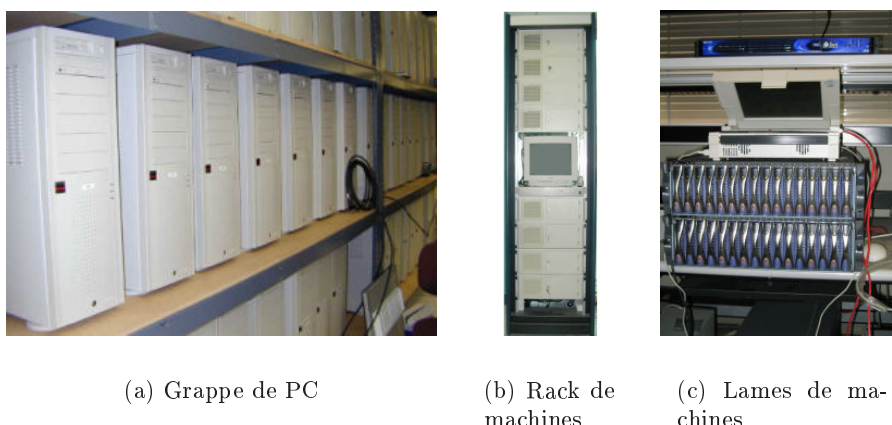 (a) Grappe de PC
(b) Rack de
machines
(c) Lames de ma-
chines